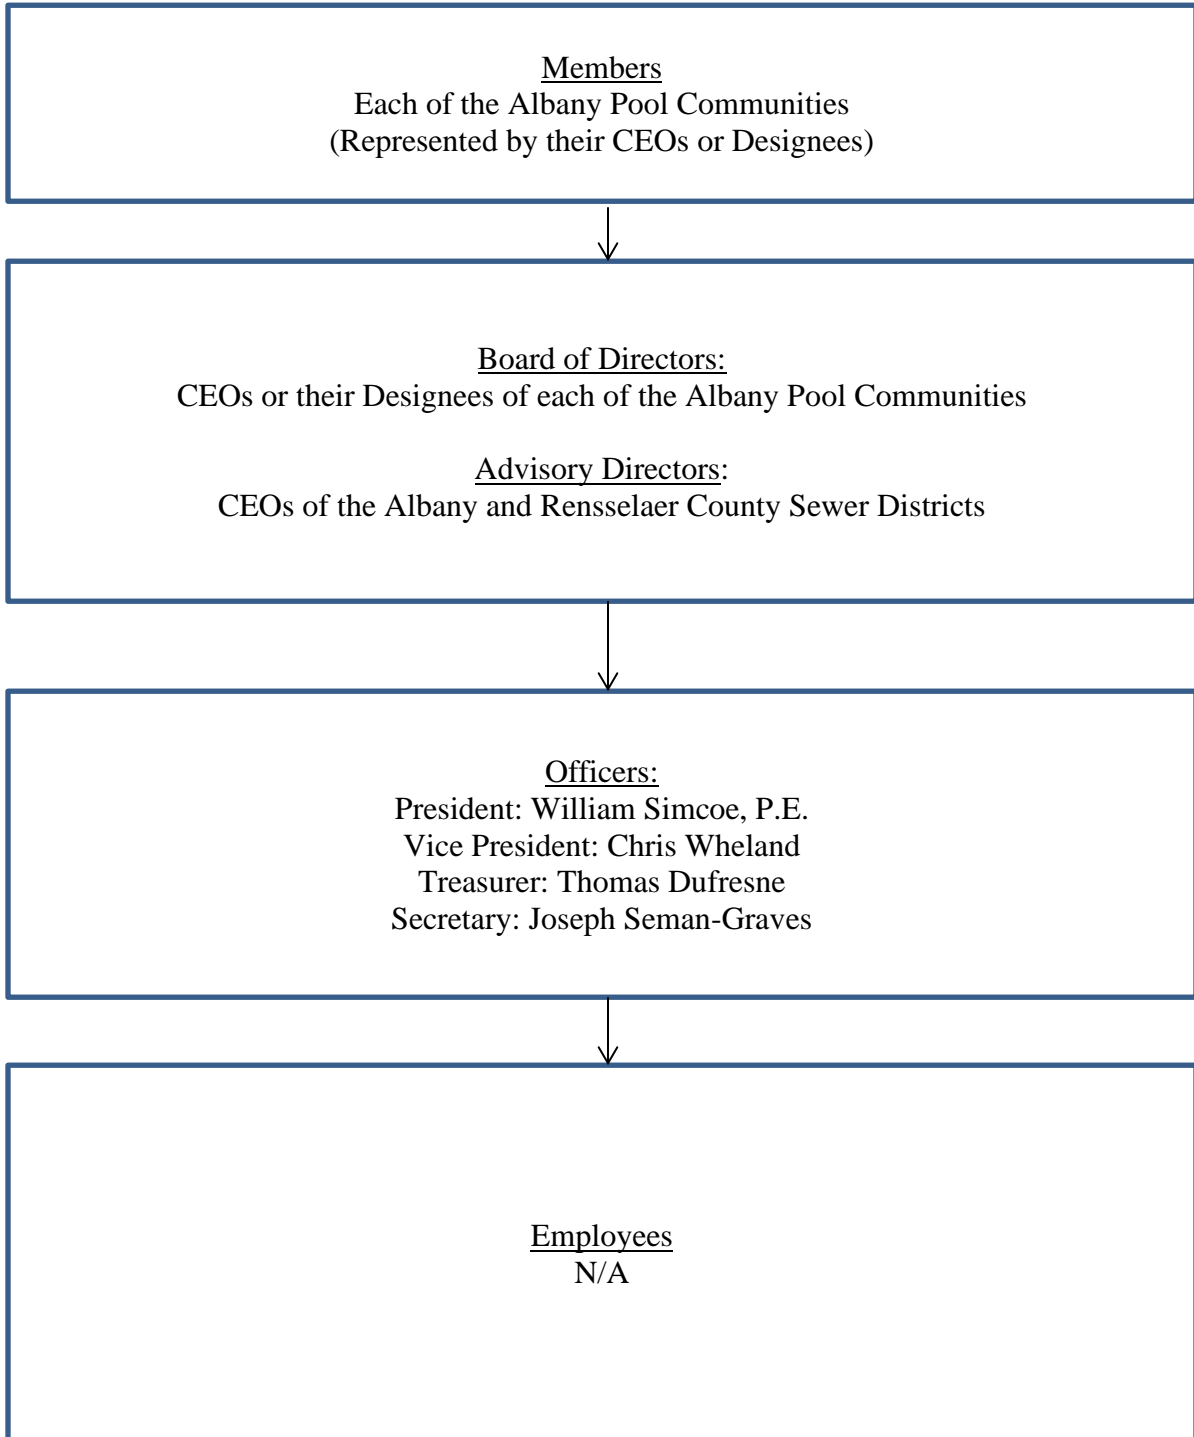 Members
Each of the Albany Pool Communities
(Represented by their CEOs or Designees)
Board of Directors:
CEOs or their Designees of each of the Albany Pool Communities
Advisory Directors:
CEOs of the Albany and Rensselaer County Sewer Districts
Officers:
President: William Simcoe, P.E.
Vice President: Chris Wheland
Treasurer: Thomas Dufresne
Secretary: Joseph Seman-Graves
Employees
N/A